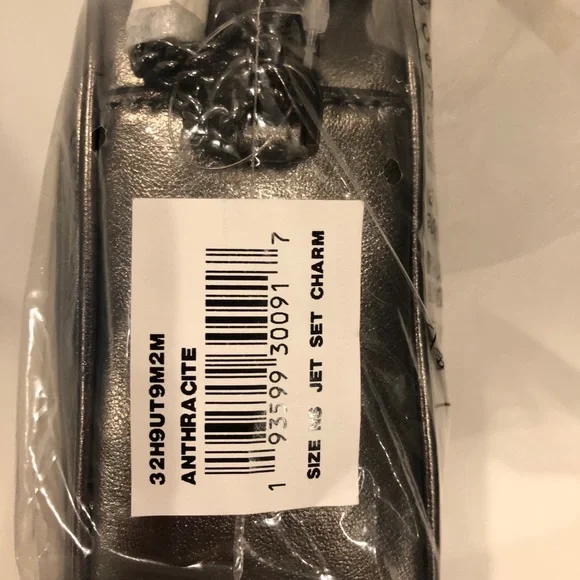 32H9UT9M2M
ANTHRACITE
1 93599 30091 7
SIZE NS JET SET CHARM